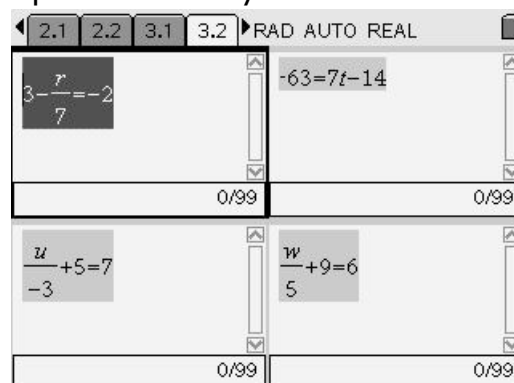 2.1 2.2 3.1 3.2 RAD AUTO REAL
3-r/7=-2
0/99
-63=7t-14
0/99
u/-3+5=7
0/99
w/5+9=6
0/99